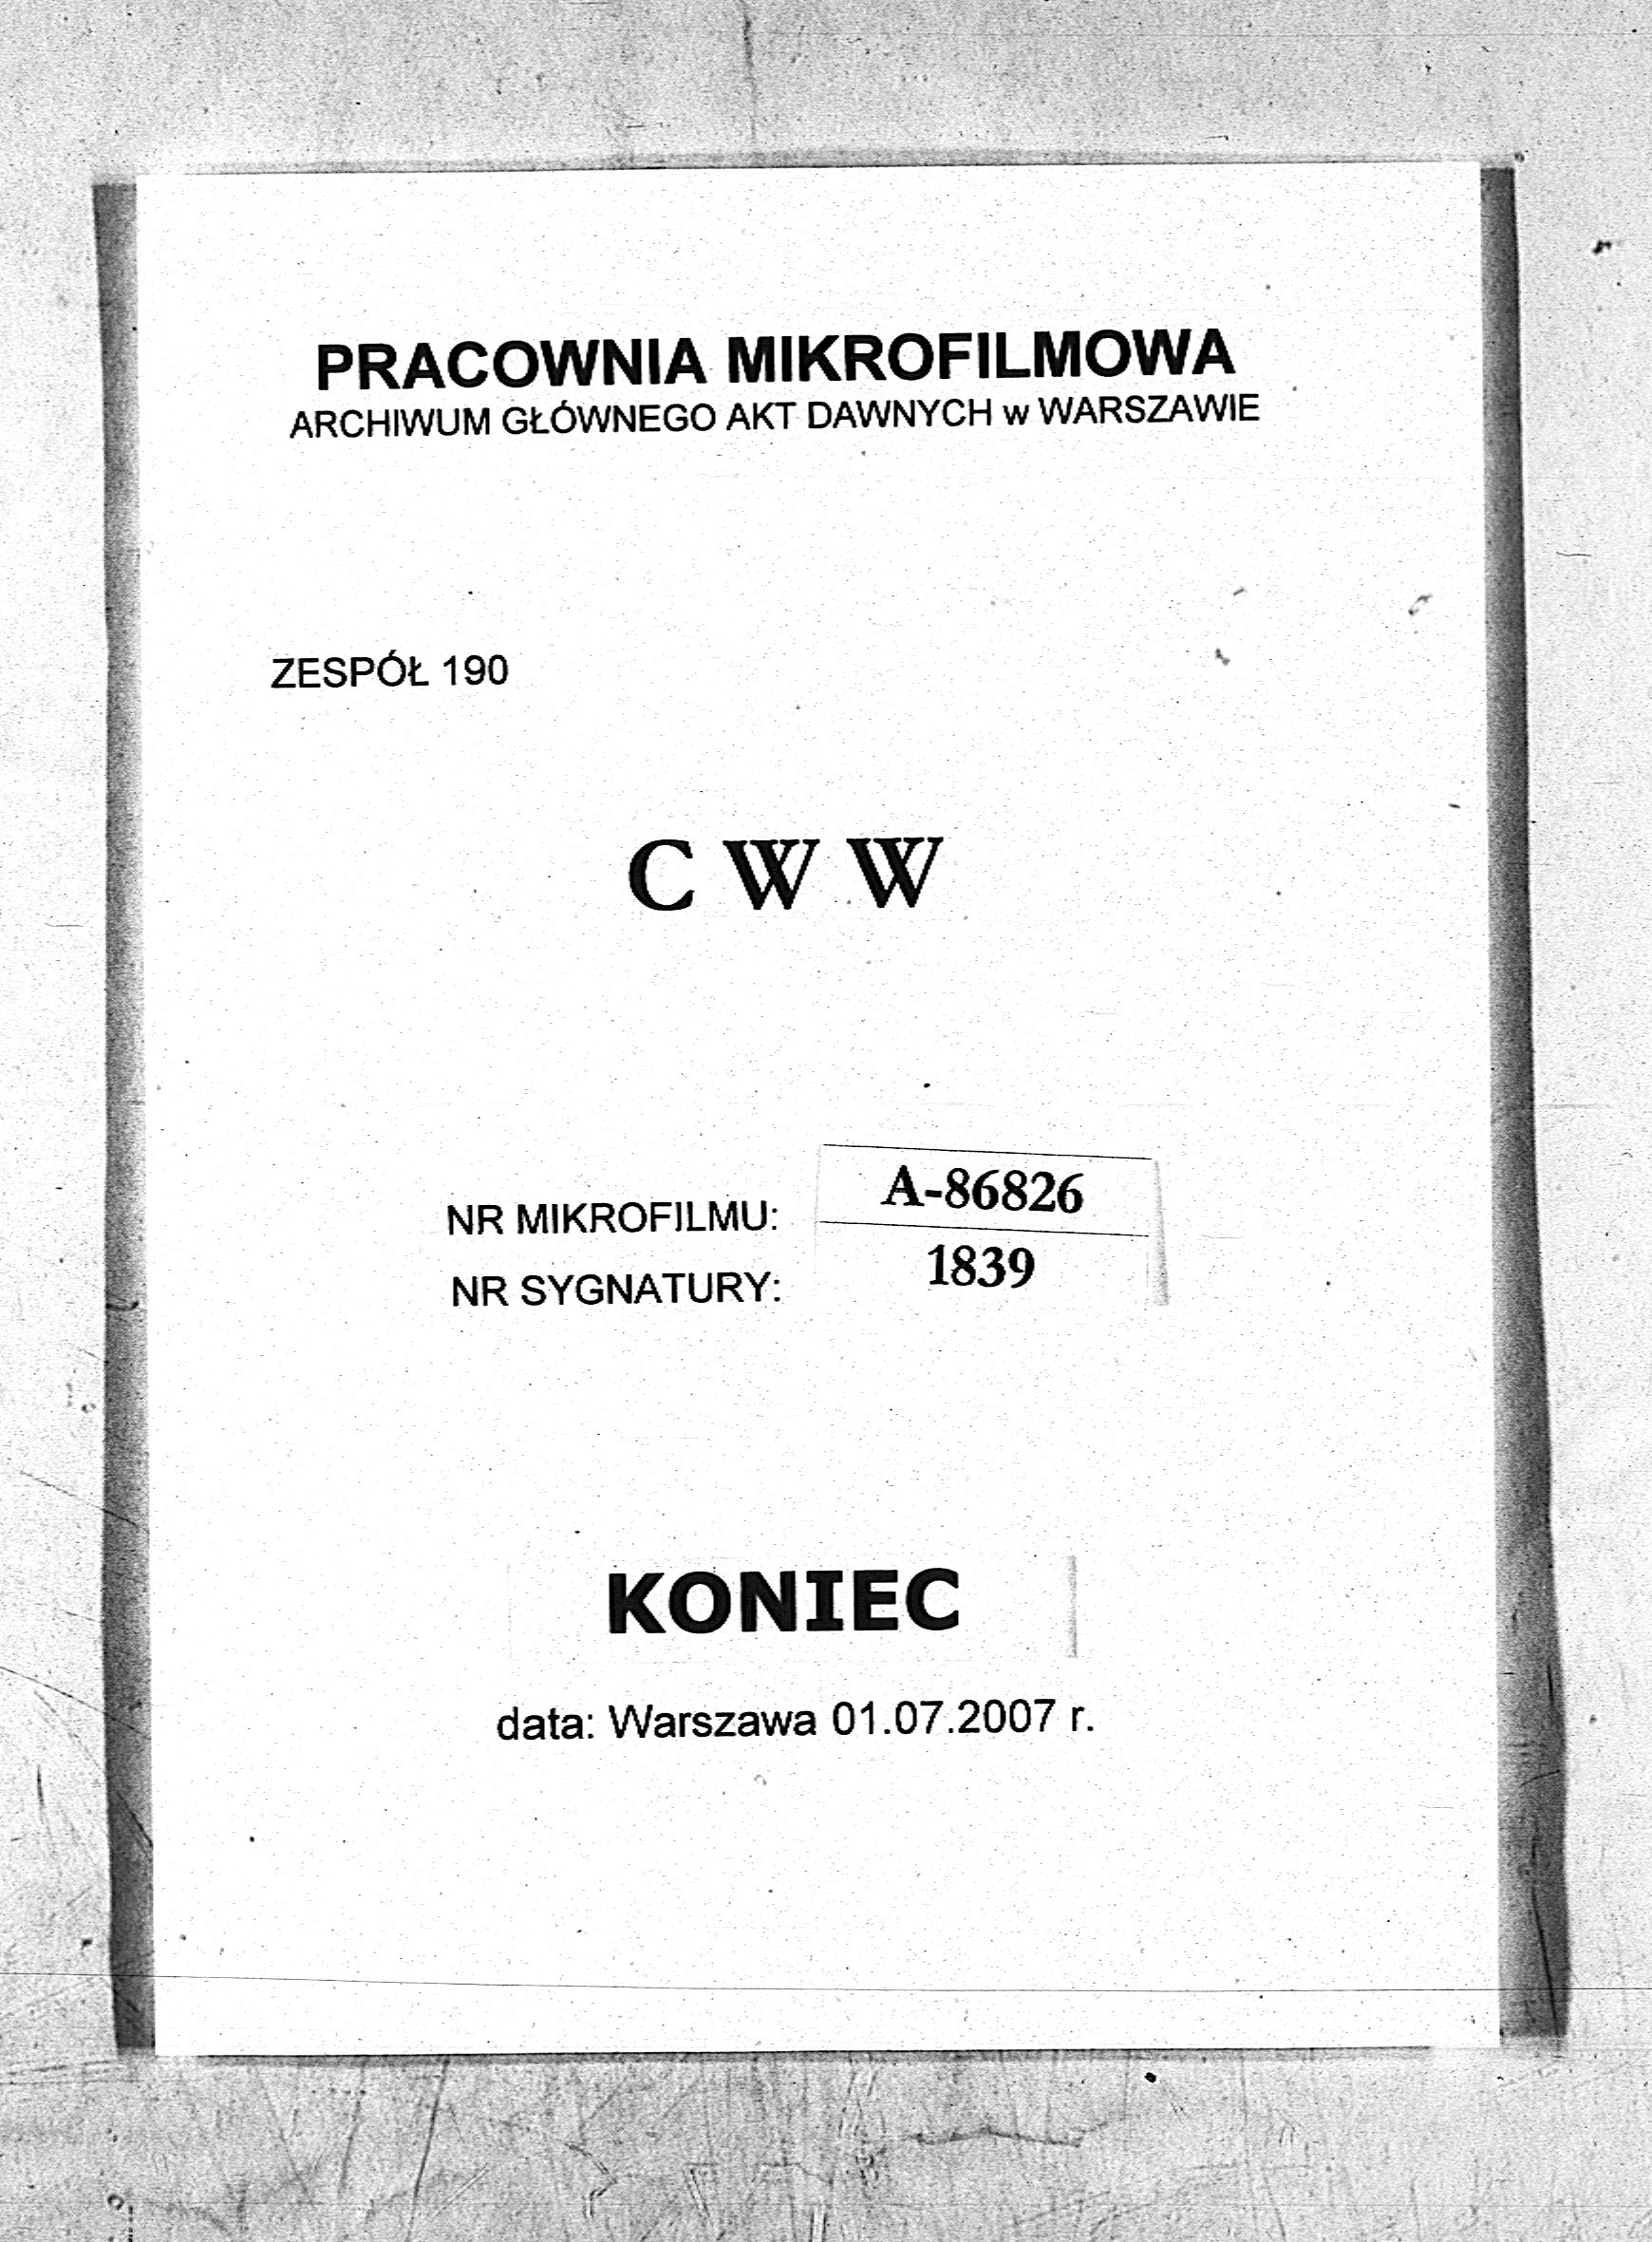 PRACOWNIA MIKROFILMOWA
ARCHIWUM GŁÓWNEGO AKT DAWNYCH w WARSZAWIE
ZESPÓŁ 190
C W W
NR MIKROFILMU: A-86826
NR SYGNATURY: 1839
KONIEC
data: Warszawa 01.07.2007 r.